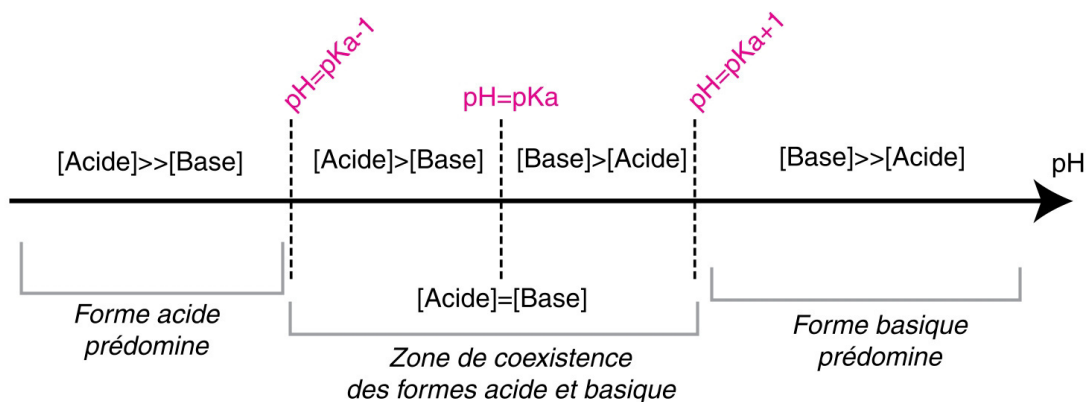 pH=pKa-1
pH=pKa
pH=pKa+1
[Acide]>>[Base]
[Acide]>[Base]
[Base]>[Acide]
[Base]>>[Acide]
pH
[Acide]=[Base]
Forme acide
prédomine
Zone de coexistence
des formes acide et basique
Forme basique
prédomine